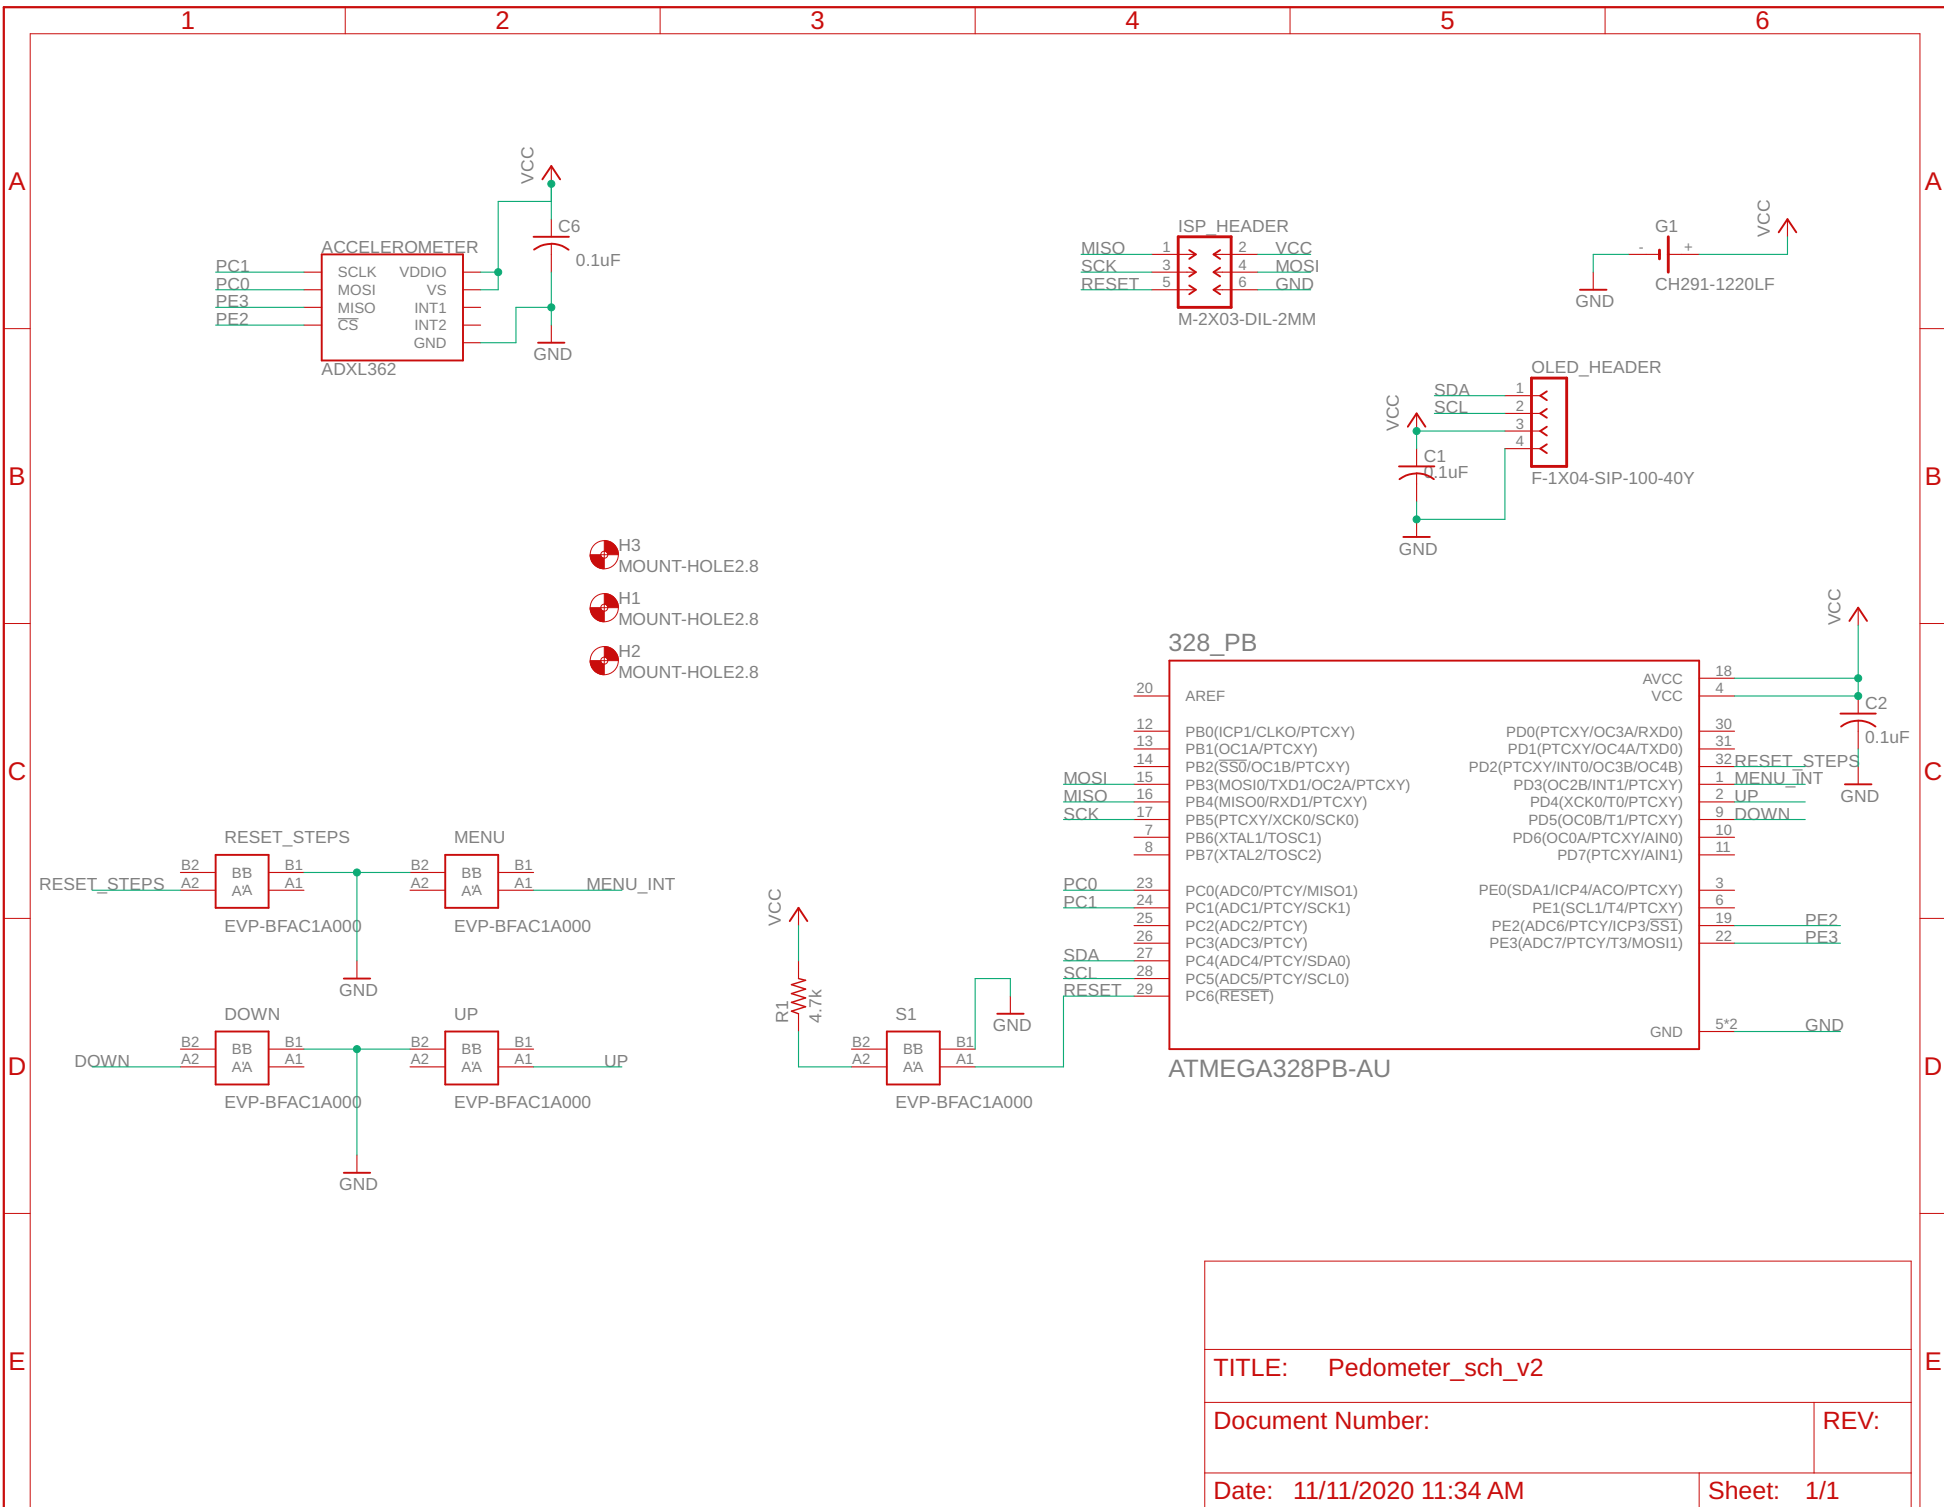 1 2 3 4 5 6
A A
B B
C C
D D
E E
VCC
C6
0.1uF
ACCELEROMETER
PC1 SCLK VDDIO
PC0 MOSI VS
PE3 MISO INT1
PE2 CS INT2
GND
ADXL362
GND
ISP_HEADER
MISO 1 2 VCC
SCK 3 4 MOSI
RESET 5 6 GND
M-2X03-DIL-2MM
G1
VCC
- +
CH291-1220LF
GND
OLED_HEADER
SDA 1
SCL 2
VCC 3
4
C1
0.1uF
F-1X04-SIP-100-40Y
GND
H3
MOUNT-HOLE2.8
H1
MOUNT-HOLE2.8
H2
MOUNT-HOLE2.8
328_PB
20 AREF
12 PB0(ICP1/CLKO/PTCXY)
13 PB1(OC1A/PTCXY)
14 PB2(SS0/OC1B/PTCXY)
MOSI 15 PB3(MOSI0/TXD1/OC2A/PTCXY)
MISO 16 PB4(MISO0/RXD1/PTCXY)
SCK 17 PB5(PTCXY/XCK0/SCK0)
7 PB6(XTAL1/TOSC1)
8 PB7(XTAL2/TOSC2)
PC0 23 PC0(ADC0/PTCY/MISO1)
PC1 24 PC1(ADC1/PTCY/SCK1)
25 PC2(ADC2/PTCY)
26 PC3(ADC3/PTCY)
SDA 27 PC4(ADC4/PTCY/SDA0)
SCL 28 PC5(ADC5/PTCY/SCL0)
RESET 29 PC6(RESET)
AVCC 18
VCC 4
PD0(PTCXY/OC3A/RXD0) 30
PD1(PTCXY/OC4A/TXD0) 31
PD2(PTCXY/INT0/OC3B/OC4B) 32 RESET_STEPS
PD3(OC2B/INT1/PTCXY) 1 MENU_INT
PD4(XCK0/T0/PTCXY) 2 UP
PD5(OC0B/T1/PTCXY) 9 DOWN
PD6(OC0A/PTCXY/AIN0) 10
PD7(PTCXY/AIN1) 11
PE0(SDA1/ICP4/ACO/PTCXY) 3
PE1(SCL1/T4/PTCXY) 6
PE2(ADC6/PTCY/ICP3/SS1) 19 PE2
PE3(ADC7/PTCY/T3/MOSI1) 22 PE3
GND 5*2 GND
ATMEGA328PB-AU
VCC
C2
0.1uF
GND
RESET_STEPS
B2 BB B1
RESET_STEPS A2 A'A A1
EVP-BFAC1A000
MENU
B2 BB B1
A2 A'A A1 MENU_INT
EVP-BFAC1A000
GND
DOWN
B2 BB B1
DOWN A2 A'A A1
EVP-BFAC1A000
UP
B2 BB B1
A2 A'A A1 UP
EVP-BFAC1A000
GND
VCC
R1
4.7k
S1
B2 BB B1
A2 A'A A1
EVP-BFAC1A000
GND
TITLE: Pedometer_sch_v2
Document Number:
REV:
Date: 11/11/2020 11:34 AM
Sheet: 1/1